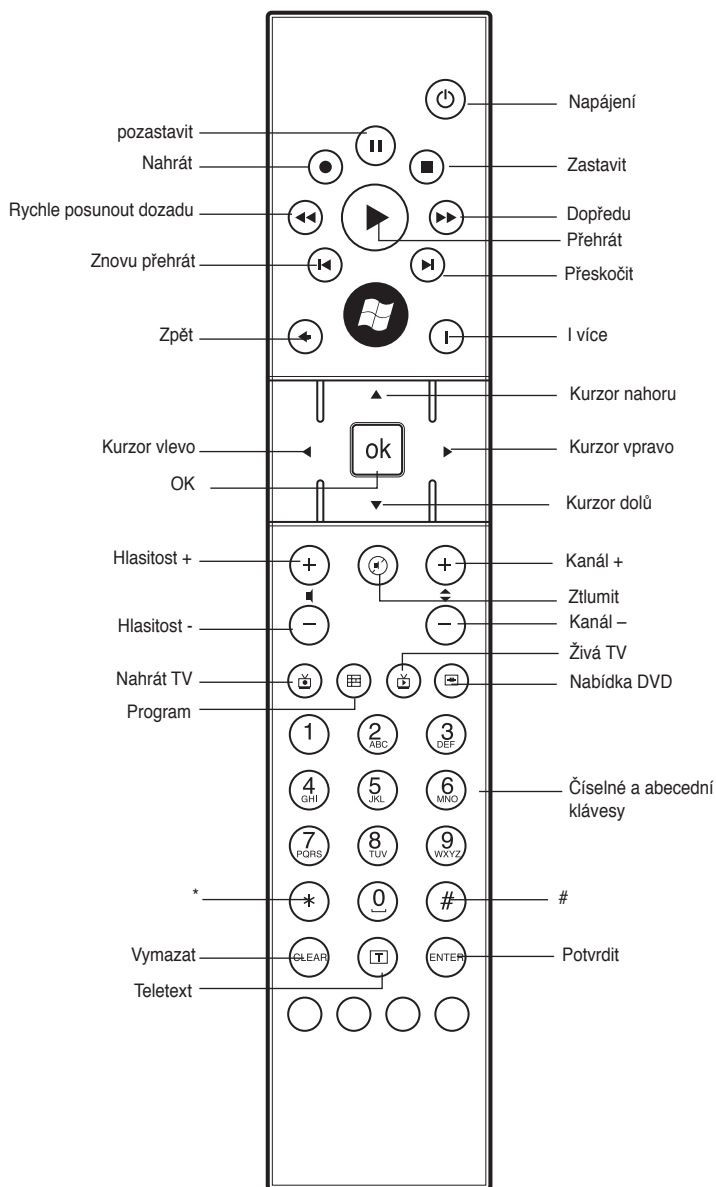 Napájení
pozastavit
Nahrát
Zastavit
Rychle posunout dozadu
Dopředu
Přehrát
Znovu přehrát
Přeskočit
Zpět
I více
Kurzor nahoru
Kurzor vlevo
ok
Kurzor vpravo
OK
Kurzor dolů
Hlasitost +
Kanál +
Ztlumit
Hlasitost -
Kanál –
Živá TV
Nahrát TV
Nabídka DVD
Program
1
2
ABC
3
DEF
4
GHI
5
JKL
6
MNO
Číselné a abecední
klávesy
7
PQRS
8
TUV
9
WXYZ
*
* 0 #
#
Vymazat
CLEAR
T
ENTER
Potvrdit
Teletext